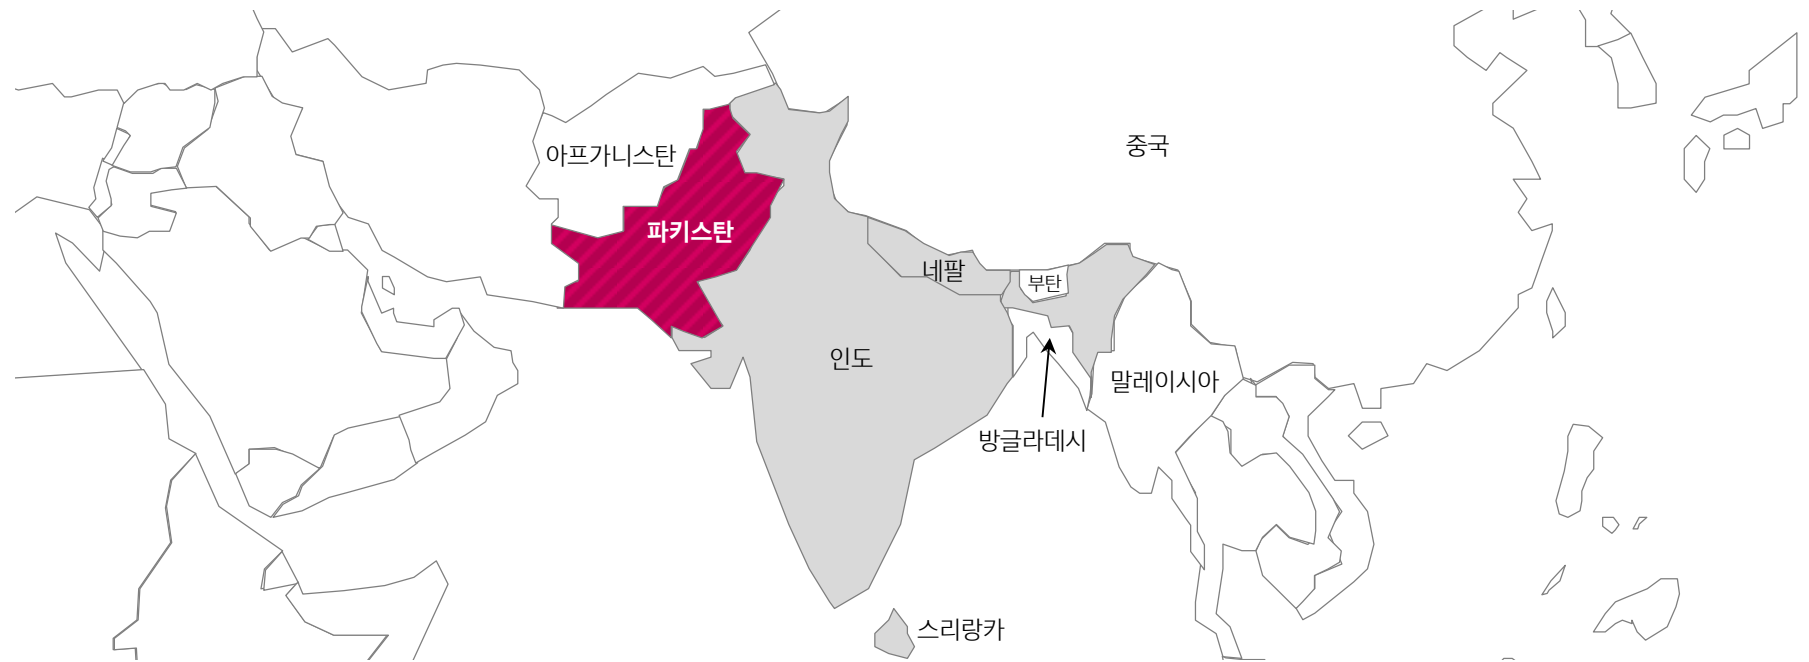 중국
아프가니스탄
파키스탄
네팔
부탄
인도
말레이시아
방글라데시
스리랑카